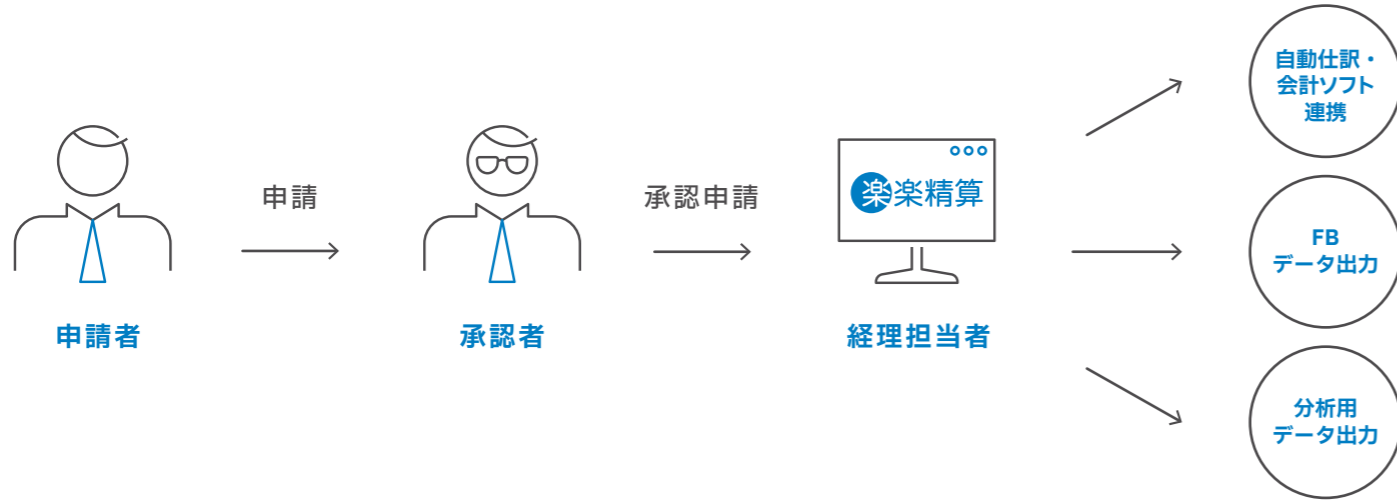 申請者
申請
承認者
承認申請
楽楽精算
経理担当者
自動仕訳・
会計ソフト
連携
FB
データ出力
分析用
データ出力